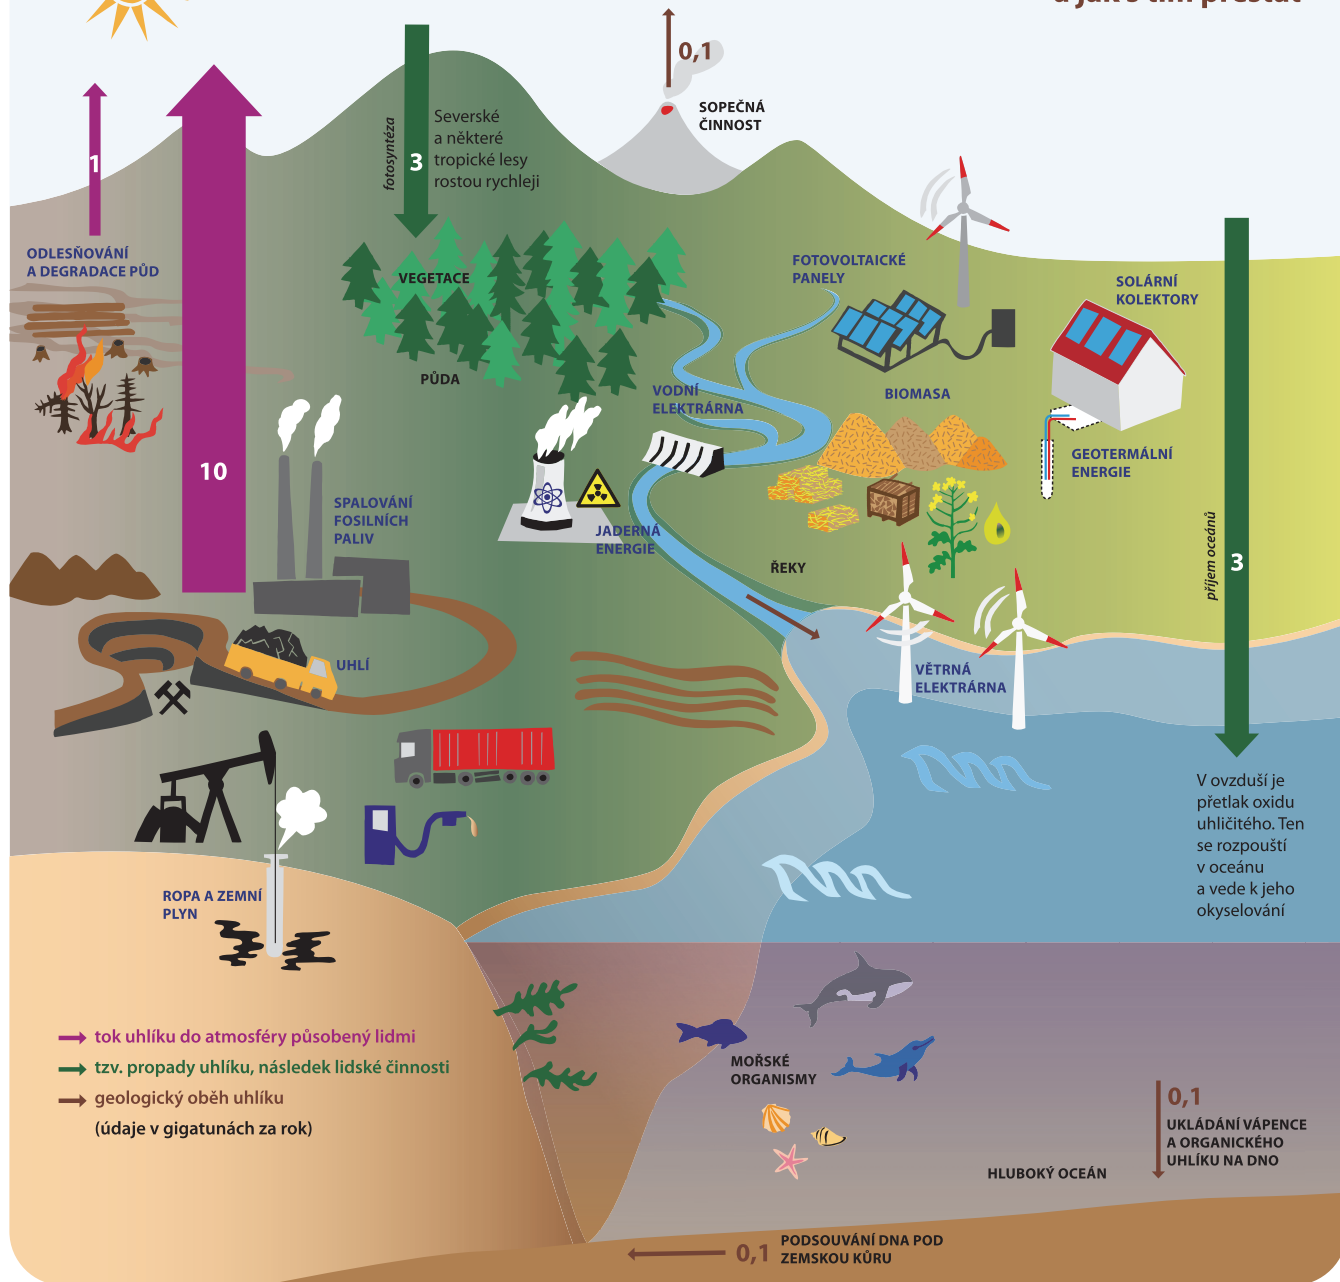 a jak s tím přestat
0,1
SOPEČNÁ
ČINNOST
1
fotosyntéza
3
Severské
a některé
tropické lesy
rostou rychleji
ODLESŇOVÁNÍ
A DEGRADACE PŮD
VEGETACE
PŮDA
FOTOVOLTAICKÉ
PANELY
SOLÁRNÍ
KOLEKTORY
VODNÍ
ELEKTRÁRNA
BIOMASA
GEOTERMÁLNÍ
ENERGIE
10
SPALOVÁNÍ
FOSILNÍCH
PALIV
JADERNÁ
ENERGIE
ŘEKY
příjem oceánů
3
UHLÍ
VĚTRNÁ
ELEKTRÁRNA
V ovzduší je
přetlak oxidu
uhličitého. Ten
se rozpouští
v oceánu
a vede k jeho
okyselování
ROPA A ZEMNÍ
PLYN
tok uhlíku do atmosféry působený lidmi
tzv. propady uhlíku, následek lidské činnosti
geologický oběh uhlíku
(údaje v gigatunách za rok)
MOŘSKÉ
ORGANISMY
0,1
UKLÁDÁNÍ VÁPENCE
A ORGANICKÉHO
UHLÍKU NA DNO
HLUBOKÝ OCEÁN
0,1
PODSOUVÁNÍ DNA POD
ZEMSKOU KŮRU